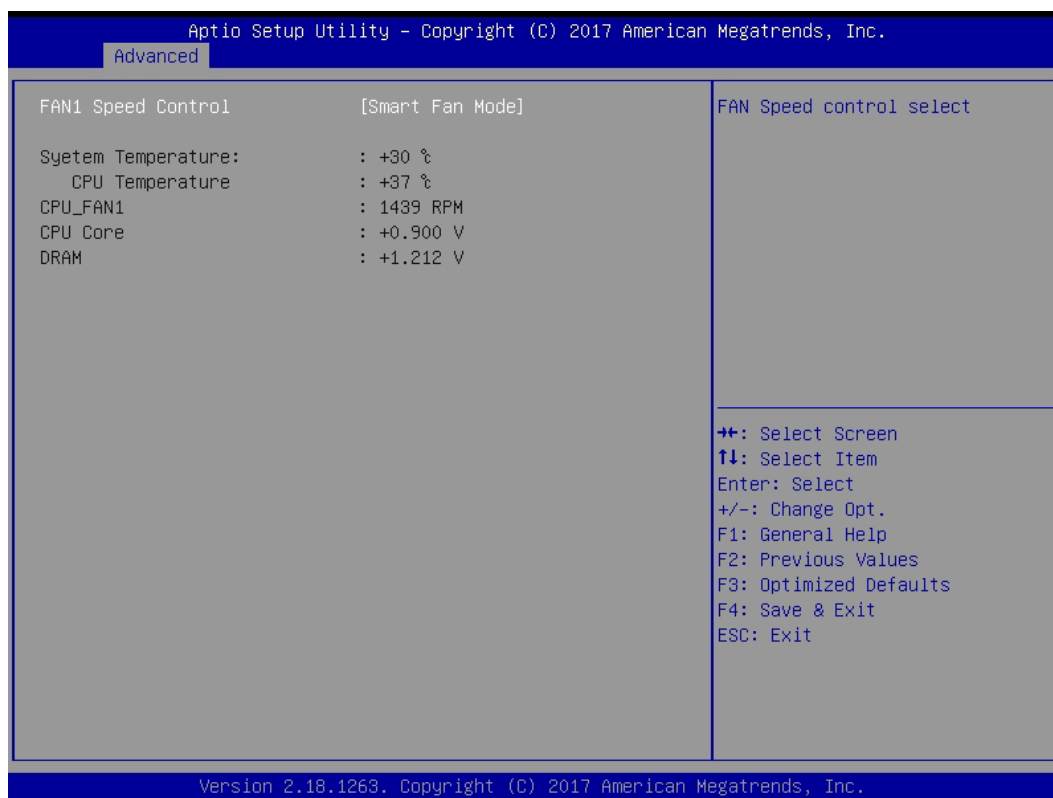 Aptio Setup Utility – Copyright (C) 2017 American Megatrends, Inc.
Advanced
FAN1 Speed Control [Smart Fan Mode]
Syetem Temperature: : +30 ℃
CPU Temperature : +37 ℃
CPU_FAN1 : 1439 RPM
CPU Core : +0.900 V
DRAM : +1.212 V
FAN Speed control select
→←: Select Screen
↑↓: Select Item
Enter: Select
+/-: Change Opt.
F1: General Help
F2: Previous Values
F3: Optimized Defaults
F4: Save & Exit
ESC: Exit
Version 2.18.1263. Copyright (C) 2017 American Megatrends, Inc.